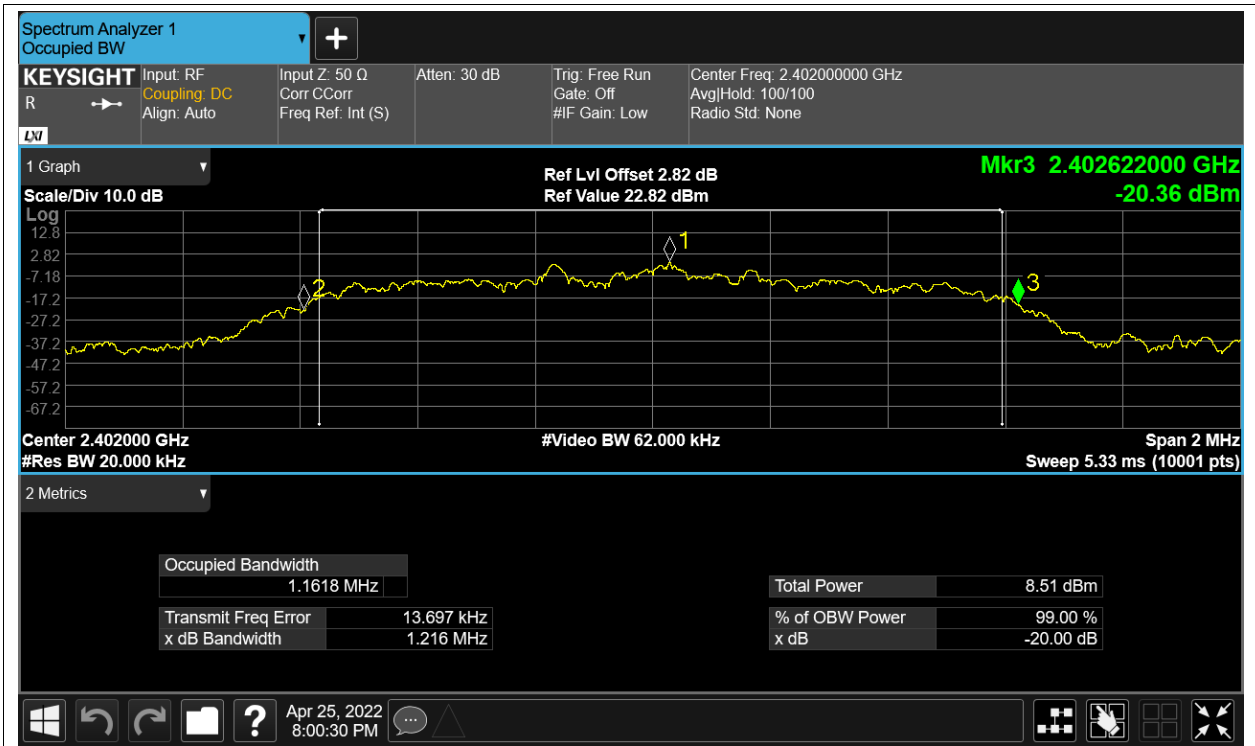 Spectrum Analyzer 1
Occupied BW
KEYSIGHT
R
LXI
Input: RF
Coupling: DC
Align: Auto
Input Z: 50 Ω
Corr CCorr
Freq Ref: Int (S)
Atten: 30 dB
Trig: Free Run
Gate: Off
#IF Gain: Low
Center Freq: 2.402000000 GHz
Avg|Hold: 100/100
Radio Std: None
1 Graph
Scale/Div 10.0 dB
Ref Lvl Offset 2.82 dB
Ref Value 22.82 dBm
Mkr3 2.402622000 GHz
-20.36 dBm
Log
12.8
2.82
-7.18
-17.2
-27.2
-37.2
-47.2
-57.2
-67.2
1
2
3
Center 2.402000 GHz
#Res BW 20.000 kHz
#Video BW 62.000 kHz
Span 2 MHz
Sweep 5.33 ms (10001 pts)
2 Metrics
Occupied Bandwidth
1.1618 MHz
Transmit Freq Error 13.697 kHz
x dB Bandwidth 1.216 MHz
Total Power 8.51 dBm
% of OBW Power 99.00 %
x dB -20.00 dB
?
Apr 25, 2022
8:00:30 PM